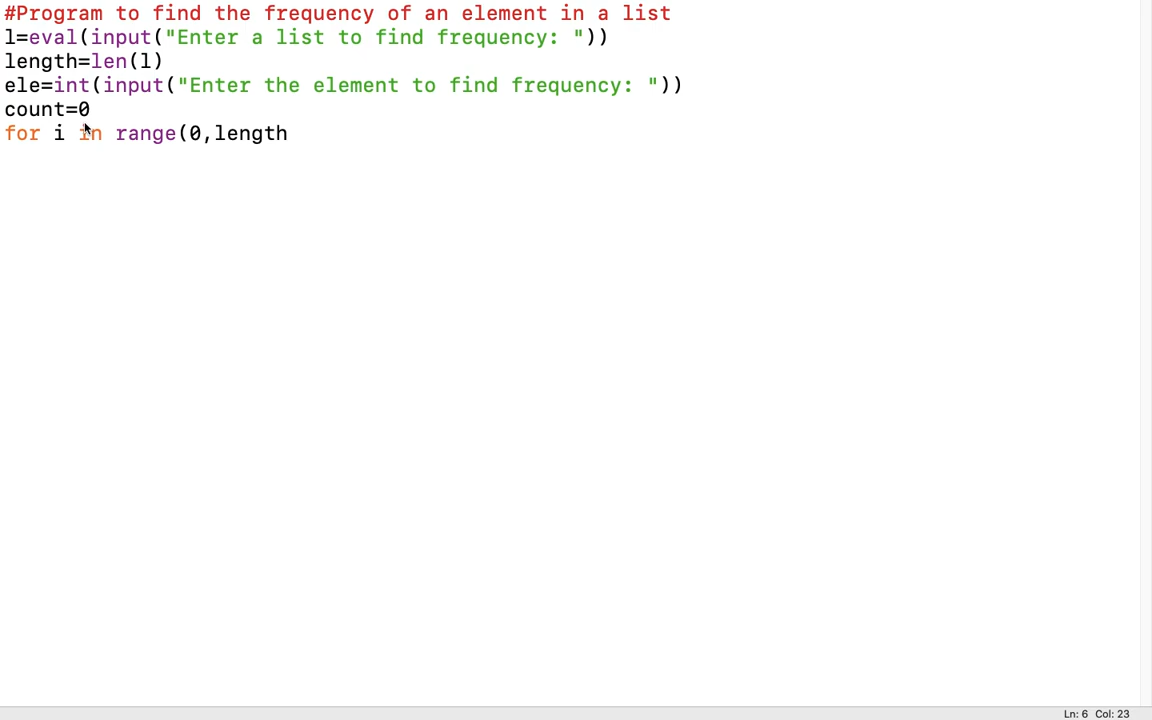 #Program to find the frequency of an element in a list
l=eval(input("Enter a list to find frequency: "))
length=len(l)
ele=int(input("Enter the element to find frequency: "))
count=0
for i in range(0,length
Ln: 6 Col: 23